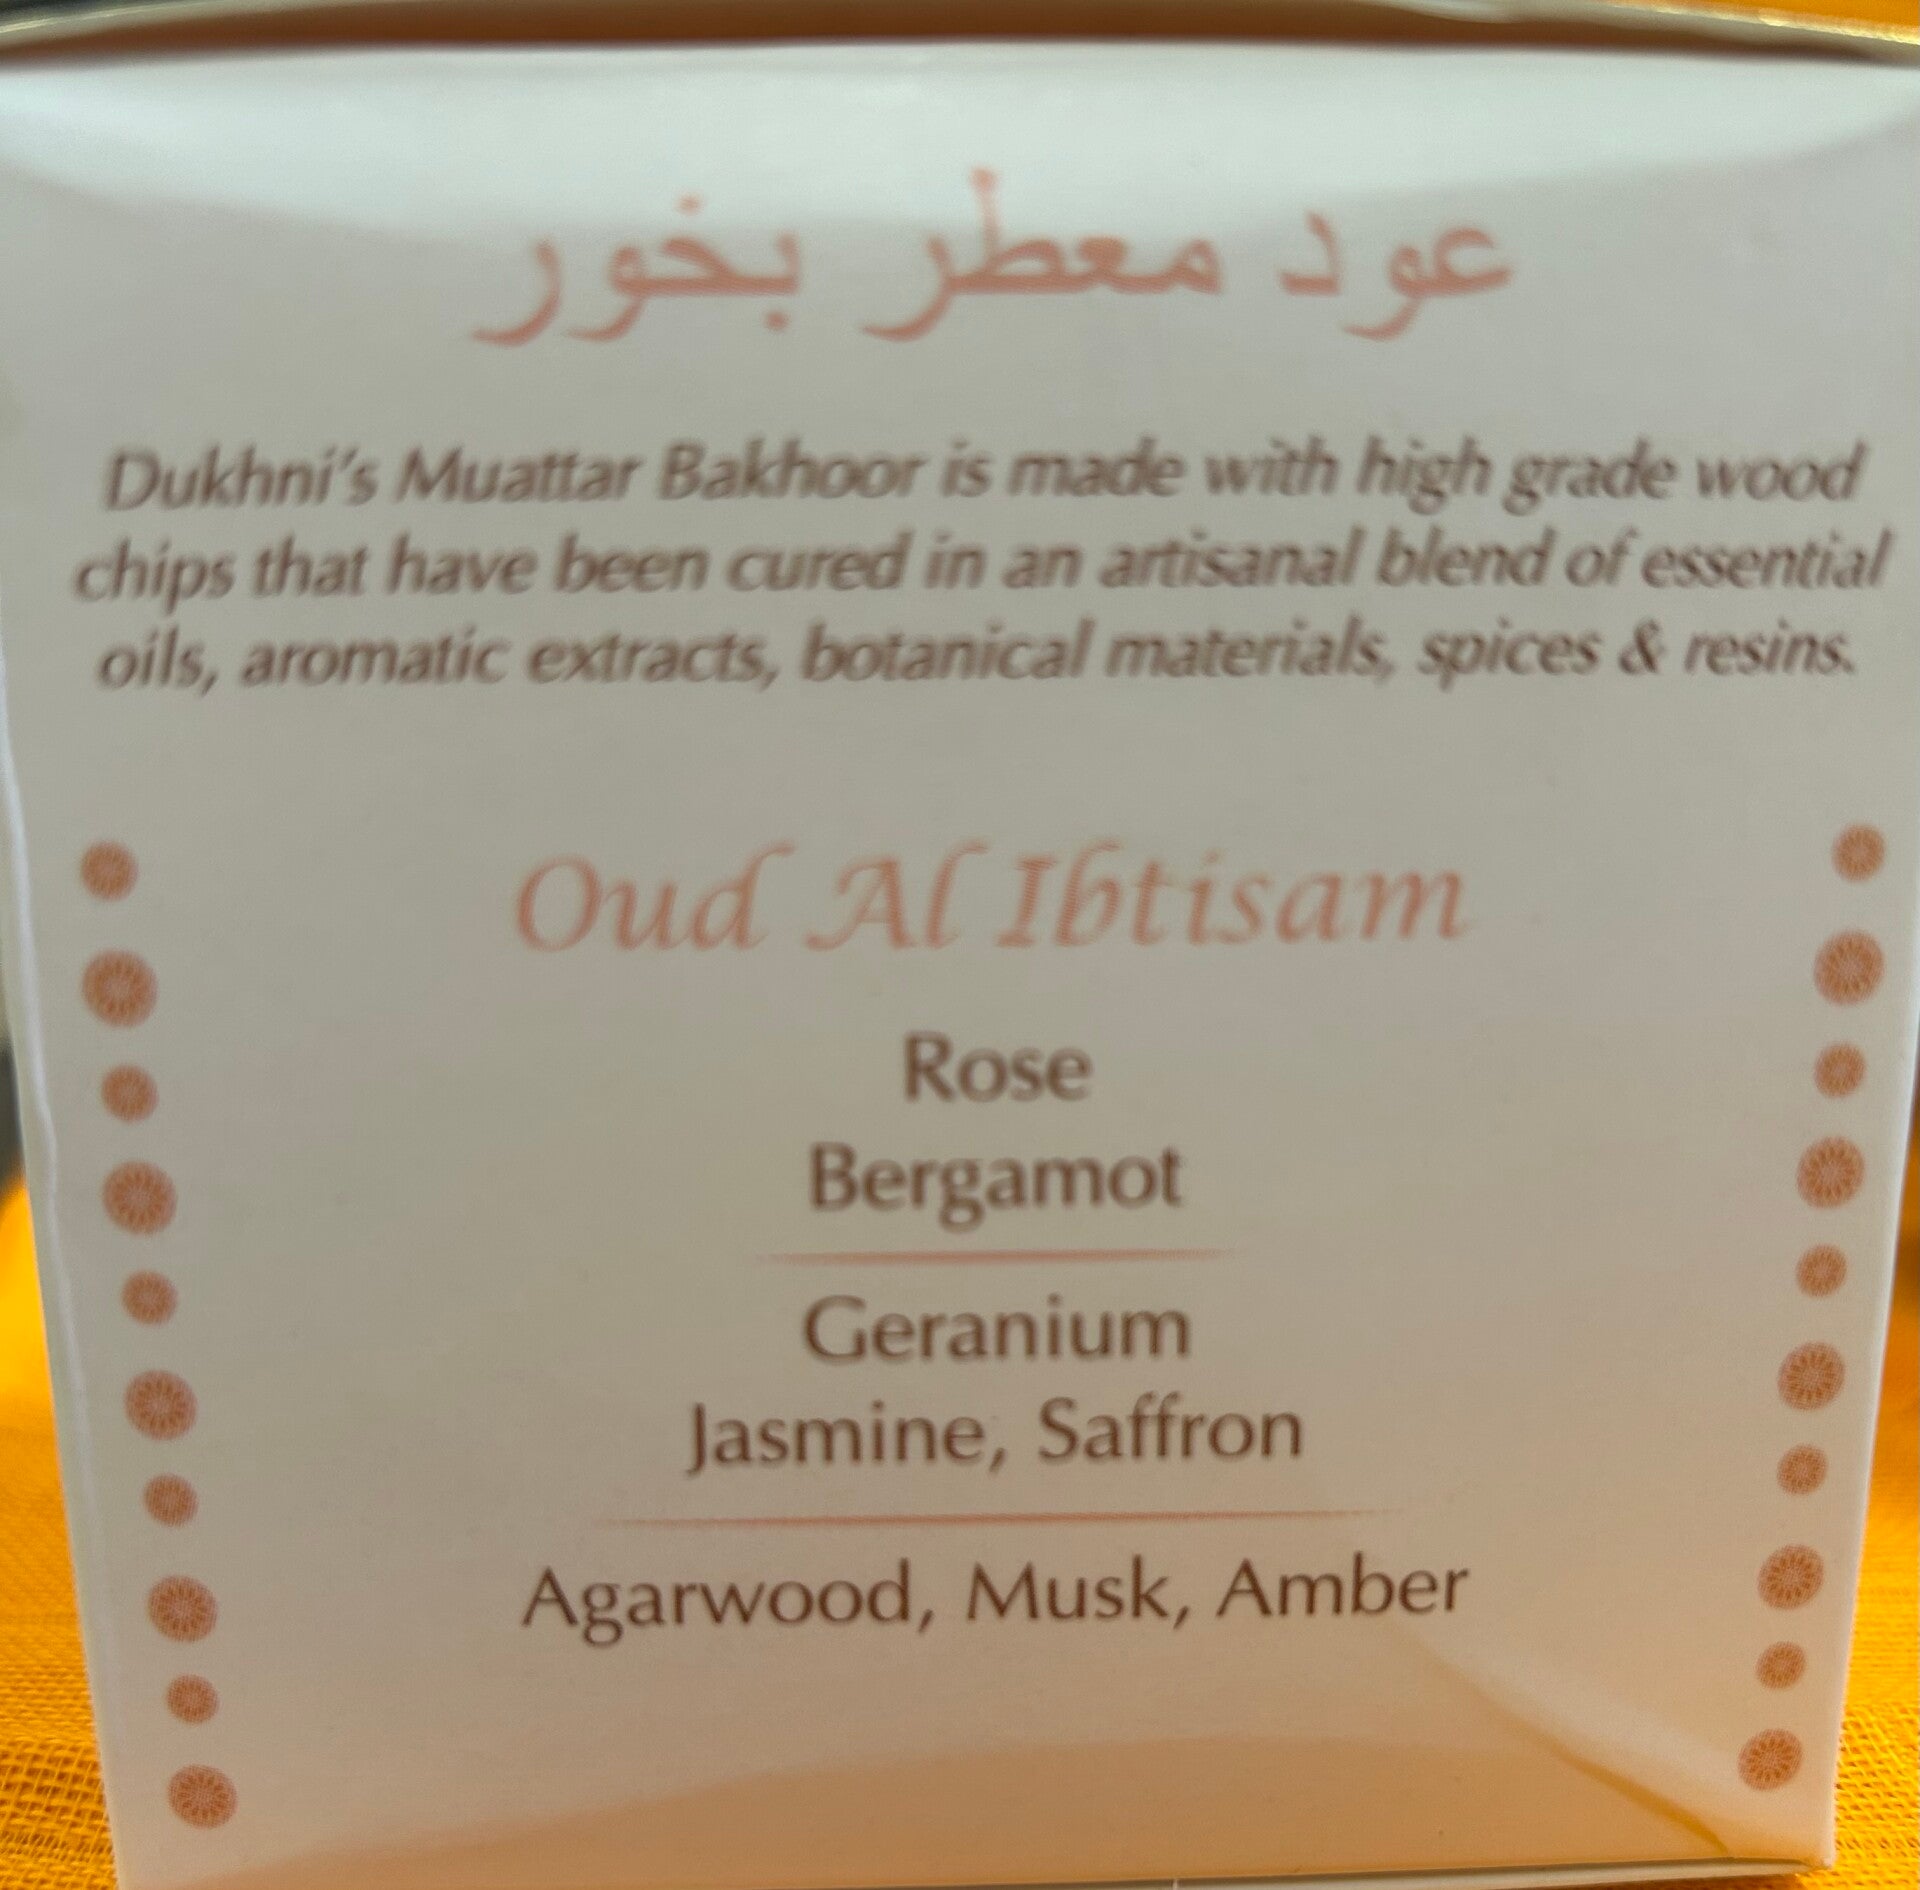 عود معطر بخور
Dukhni's Muattar Bakhoor is made with high grade wood
chips that have been cured in an artisanal blend of essential
oils, aromatic extracts, botanical materials, spices & resins.
Oud Al Ibtisam
Rose
Bergamot
Geranium
Jasmine, Saffron
Agarwood, Musk, Amber